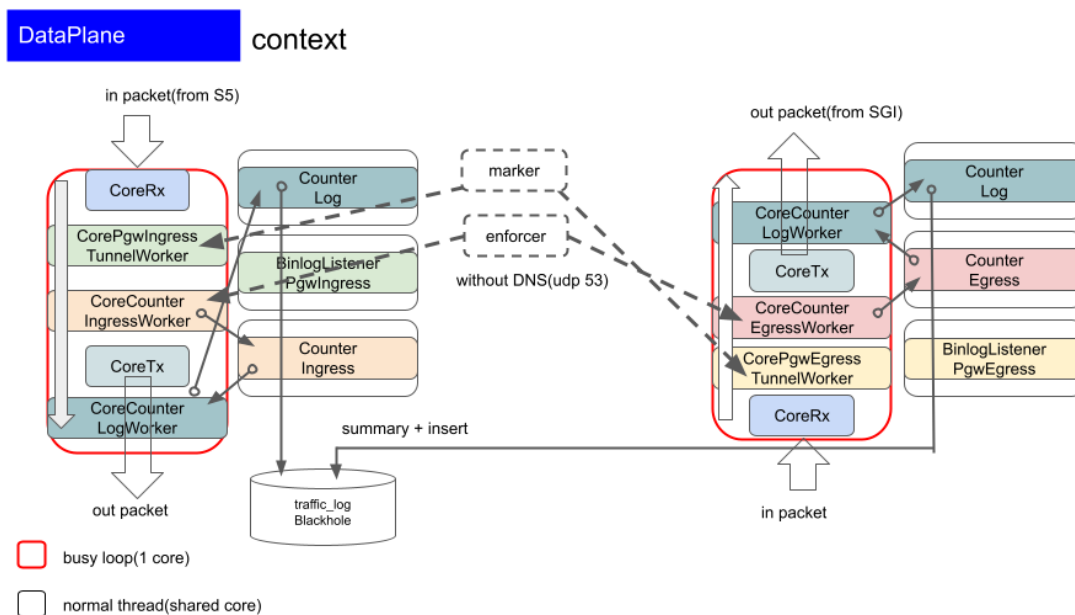 DataPlane
context
in packet(from S5)
CoreRx
CorePgwIngress
TunnelWorker
CoreCounter
IngressWorker
CoreTx
CoreCounter
LogWorker
out packet
Counter
Log
BinlogListener
PgwIngress
Counter
Ingress
marker
enforcer
without DNS(udp 53)
summary + insert
traffic_log
Blackhole
out packet(from SGI)
CoreCounter
LogWorker
CoreTx
CoreCounter
EgressWorker
CorePgwEgress
TunnelWorker
CoreRx
in packet
Counter
Log
Counter
Egress
BinlogListener
PgwEgress
busy loop(1 core)
normal thread(shared core)